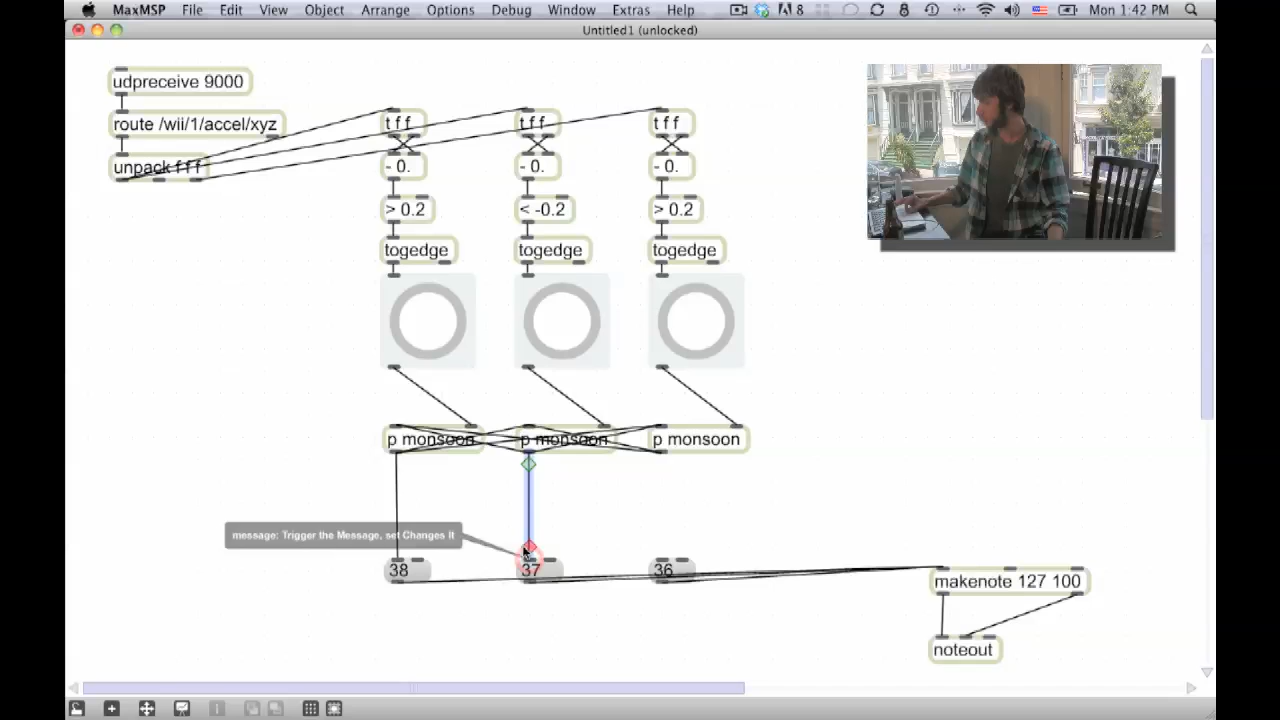 MaxMSP File Edit View Object Arrange Options Debug Window Extras Help 8 Mon 1:42 PM
Untitled1 (unlocked)
udpreceive 9000
route /wii/1/accel/xyz
unpack f f f
t f f
t f f
t f f
- 0.
- 0.
- 0.
> 0.2
< -0.2
> 0.2
togedge
togedge
togedge
p monsoon
p monsoon
p monsoon
message: Trigger the Message, set Changes It
38
37
36
makenote 127 100
noteout